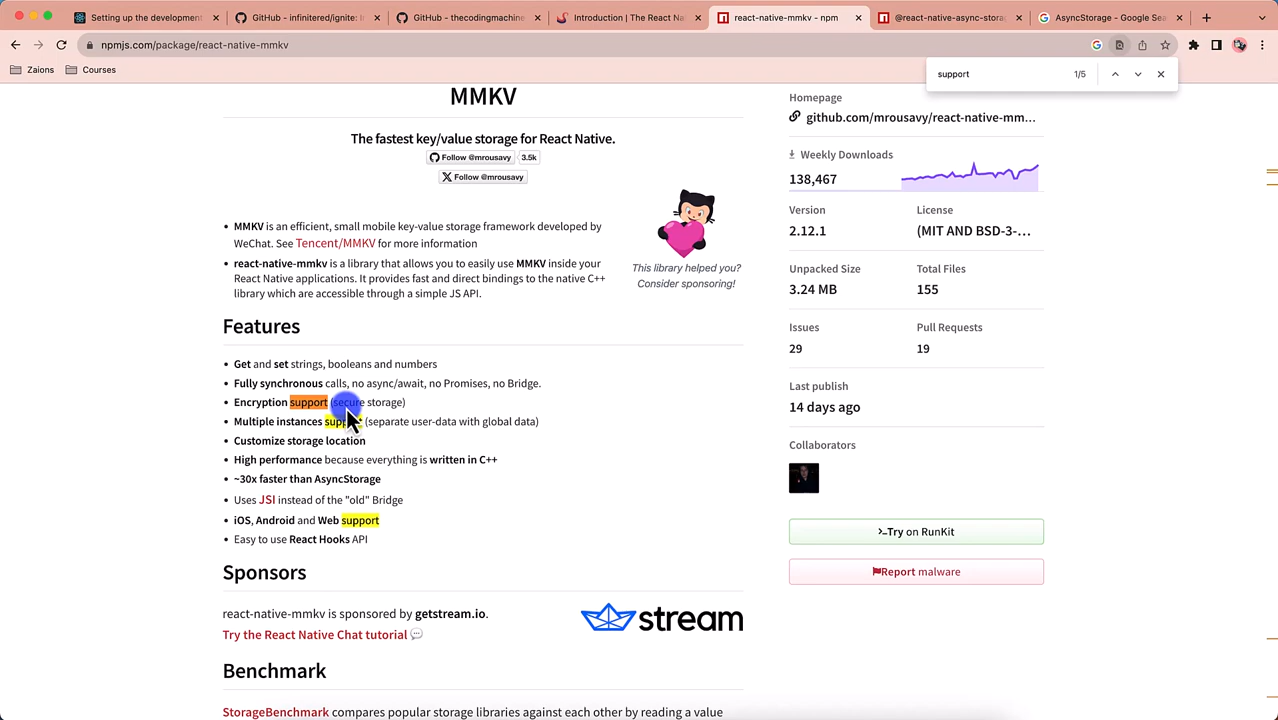 Setting up the development
GitHub - infinitered/ignite: I
GitHub - thecodingmachine
Introduction | The React Na
react-native-mmkv - npm
@react-native-async-storag
AsyncStorage - Google Sea
npmjs.com/package/react-native-mmkv
Zaions
Courses
support
1/5
MMKV
The fastest key/value storage for React Native.
Follow @mrousavy
3.5k
Follow @mrousavy
MMKV is an efficient, small mobile key-value storage framework developed by
WeChat. See Tencent/MMKV for more information
react-native-mmkv is a library that allows you to easily use MMKV inside your
React Native applications. It provides fast and direct bindings to the native C++
library which are accessible through a simple JS API.
This library helped you?
Consider sponsoring!
Features
Get and set strings, booleans and numbers
Fully synchronous calls, no async/await, no Promises, no Bridge.
Encryption support (secure storage)
Multiple instances support (separate user-data with global data)
Customize storage location
High performance because everything is written in C++
~30x faster than AsyncStorage
Uses JSI instead of the "old" Bridge
iOS, Android and Web support
Easy to use React Hooks API
Sponsors
react-native-mmkv is sponsored by getstream.io.
Try the React Native Chat tutorial
stream
Benchmark
StorageBenchmark compares popular storage libraries against each other by reading a value
Homepage
github.com/mrousavy/react-native-mm...
Weekly Downloads
138,467
Version
License
2.12.1
(MIT AND BSD-3-...
Unpacked Size
Total Files
3.24 MB
155
Issues
Pull Requests
29
19
Last publish
14 days ago
Collaborators
>_Try on RunKit
Report malware